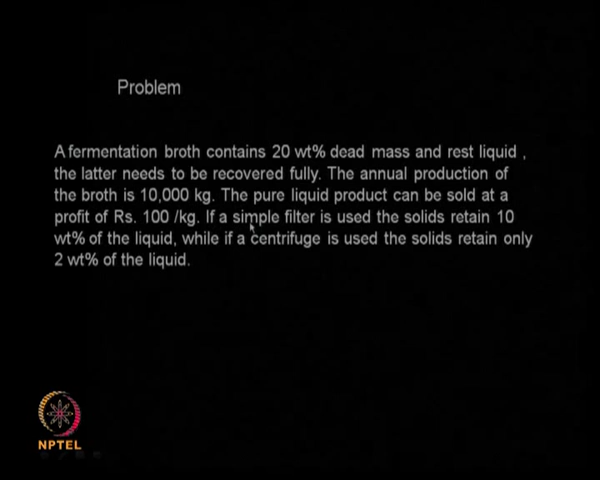 Problem
A fermentation broth contains 20 wt% dead mass and rest liquid ,
the latter needs to be recovered fully. The annual production of
the broth is 10,000 kg. The pure liquid product can be sold at a
profit of Rs. 100 /kg. If a simple filter is used the solids retain 10
wt% of the liquid, while if a centrifuge is used the solids retain only
2 wt% of the liquid.
NPTEL